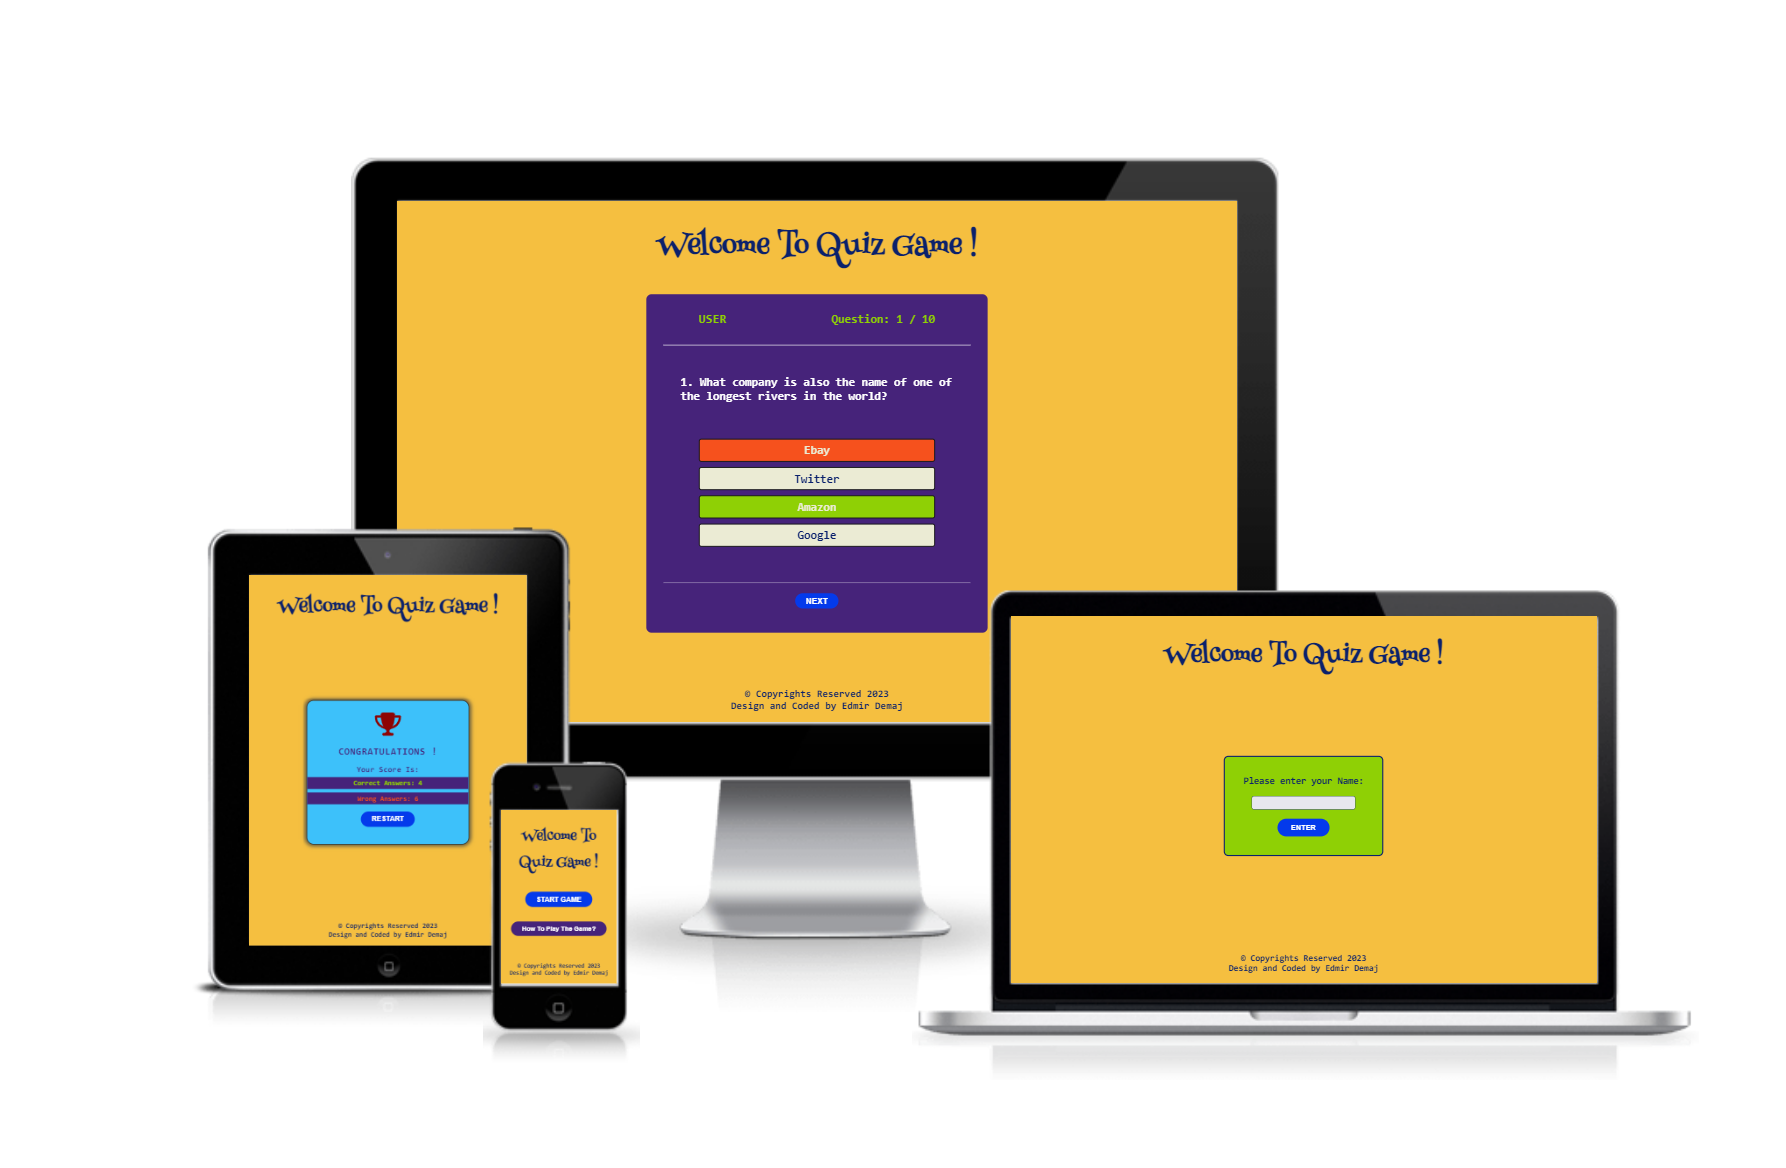 Welcome To Quiz Game !
USER
Question: 1 / 10
1. What company is also the name of one of
the longest rivers in the world?
Ebay
Twitter
Amazon
Google
NEXT
© Copyrights Reserved 2023
Design and Coded by Edmir Demaj
Welcome To Quiz Game !
CONGRATULATIONS !
Your Score Is:
Correct Answers: 4
Wrong Answers: 6
RESTART
© Copyrights Reserved 2023
Design and Coded by Edmir Demaj
Welcome To
Quiz Game !
START GAME
How To Play The Game?
© Copyrights Reserved 2023
Design and Coded by Edmir Demaj
Welcome To Quiz Game !
Please enter your Name:
ENTER
© Copyrights Reserved 2023
Design and Coded by Edmir Demaj